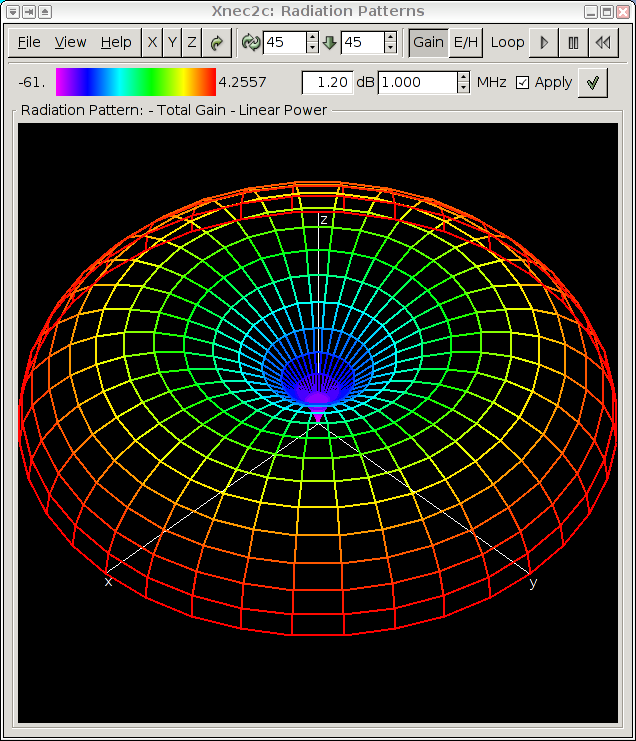 Xnec2c: Radiation Patterns
File View Help X Y Z 45 45 Gain E/H Loop
-61. 4.2557 1.20 dB 1.000 MHz Apply
Radiation Pattern: - Total Gain - Linear Power
z
x
y